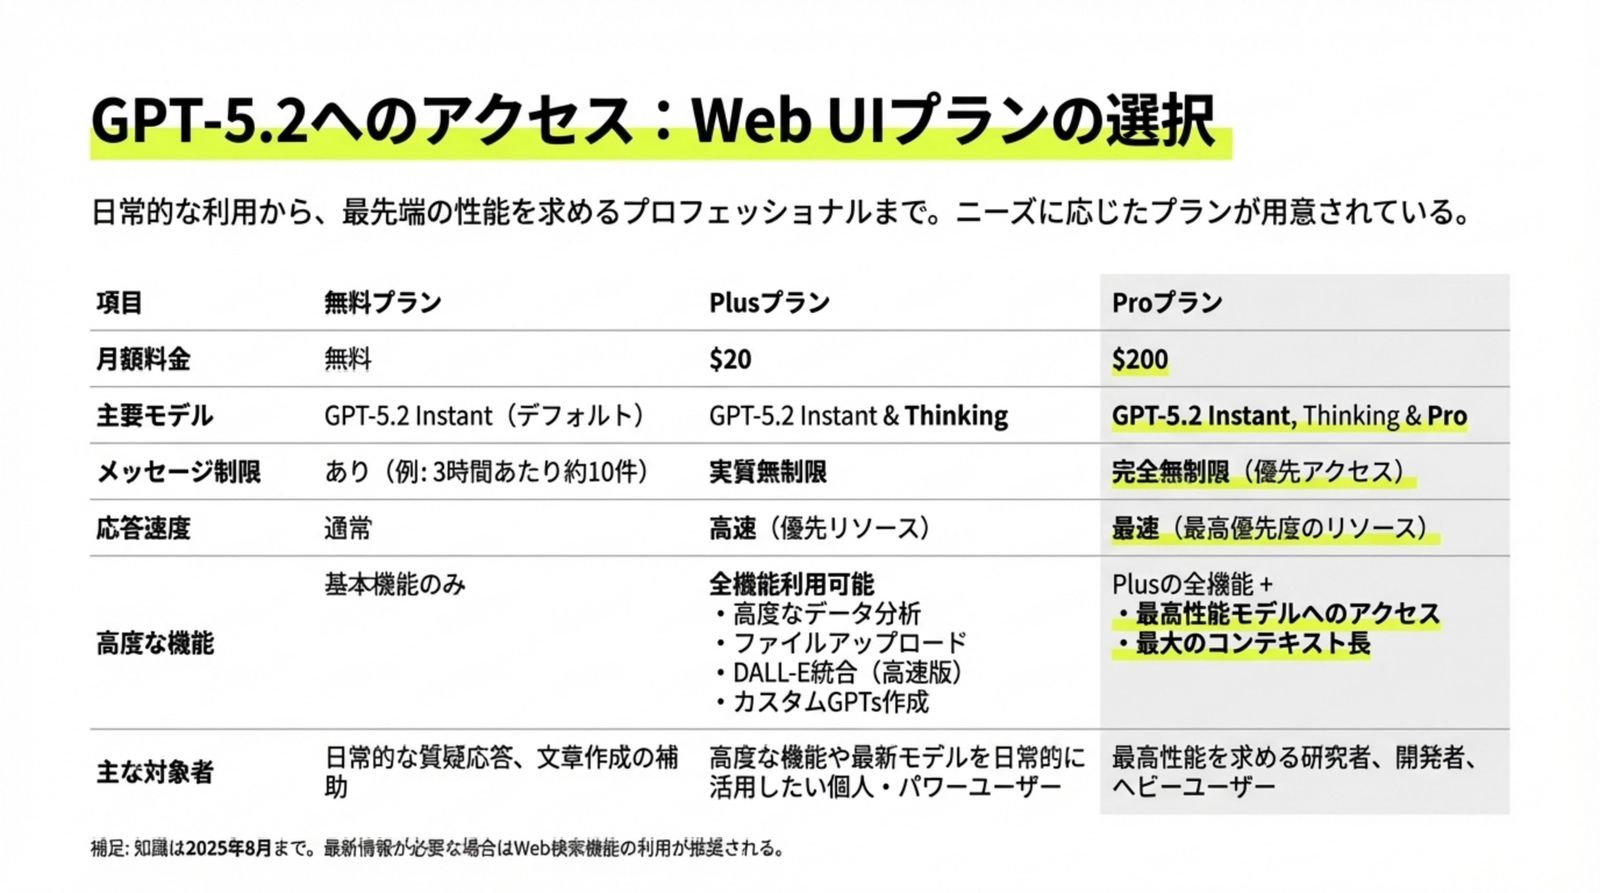 GPT-5.2へのアクセス：Web UIプランの選択
日常的な利用から、最先端の性能を求めるプロフェッショナルまで。ニーズに応じたプランが用意されている。
項目 無料プラン Plusプラン Proプラン
月額料金 無料 $20 $200
主要モデル GPT-5.2 Instant（デフォルト） GPT-5.2 Instant & Thinking GPT-5.2 Instant, Thinking & Pro
メッセージ制限 あり（例: 3時間あたり約10件） 実質無制限 完全無制限（優先アクセス）
応答速度 通常 高速（優先リソース） 最速（最高優先度のリソース）
高度な機能
基本機能のみ
全機能利用可能
・高度なデータ分析
・ファイルアップロード
・DALL-E統合（高速版）
・カスタムGPTs作成
Plusの全機能 +
・最高性能モデルへのアクセス
・最大のコンテキスト長
主な対象者
日常的な質疑応答、文章作成の補
助
高度な機能や最新モデルを日常的に
活用したい個人・パワーユーザー
最高性能を求める研究者、開発者、
ヘビーユーザー
補足: 知識は2025年8月まで。最新情報が必要な場合はWeb検索機能の利用が推奨される。